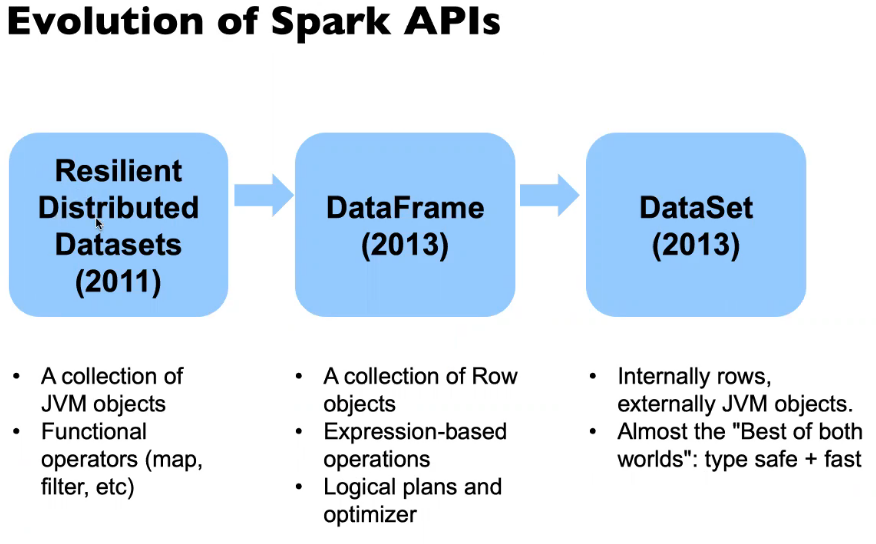 Evolution of Spark APIs
Resilient
Distributed
Datasets
(2011)
DataFrame
(2013)
DataSet
(2013)
• A collection of
JVM objects
• Functional
operators (map,
filter, etc)
• A collection of Row
objects
• Expression-based
operations
• Logical plans and
optimizer
• Internally rows,
externally JVM objects.
• Almost the "Best of both
worlds": type safe + fast